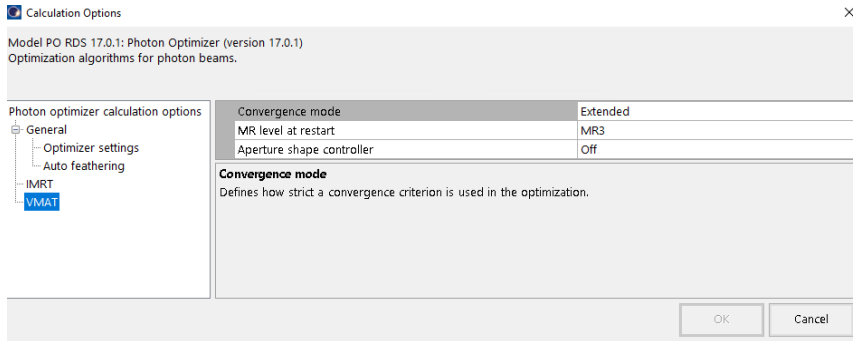 Calculation Options
Model PO RDS 17.0.1: Photon Optimizer (version 17.0.1)
Optimization algorithms for photon beams.
Photon optimizer calculation options
General
Optimizer settings
Auto feathering
IMRT
VMAT
Convergence mode Extended
MR level at restart MR3
Aperture shape controller Off
Convergence mode
Defines how strict a convergence criterion is used in the optimization.
OK Cancel